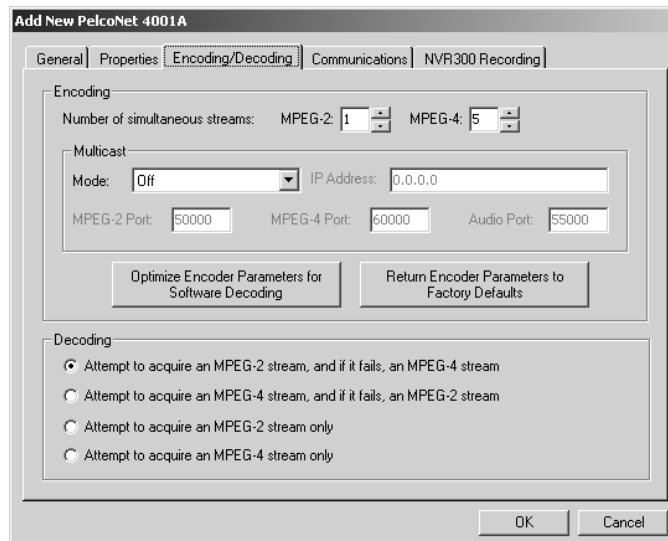 Add New PelcoNet 4001A
General Properties Encoding/Decoding Communications NVR300 Recording
Encoding
Number of simultaneous streams: MPEG-2: 1 MPEG-4: 5
Multicast
Mode: Off IP Address: 0.0.0.0
MPEG-2 Port: 50000 MPEG-4 Port: 60000 Audio Port: 55000
Optimize Encoder Parameters for
Software Decoding
Return Encoder Parameters to
Factory Defaults
Decoding
Attempt to acquire an MPEG-2 stream, and if it fails, an MPEG-4 stream
Attempt to acquire an MPEG-4 stream, and if it fails, an MPEG-2 stream
Attempt to acquire an MPEG-2 stream only
Attempt to acquire an MPEG-4 stream only
OK Cancel